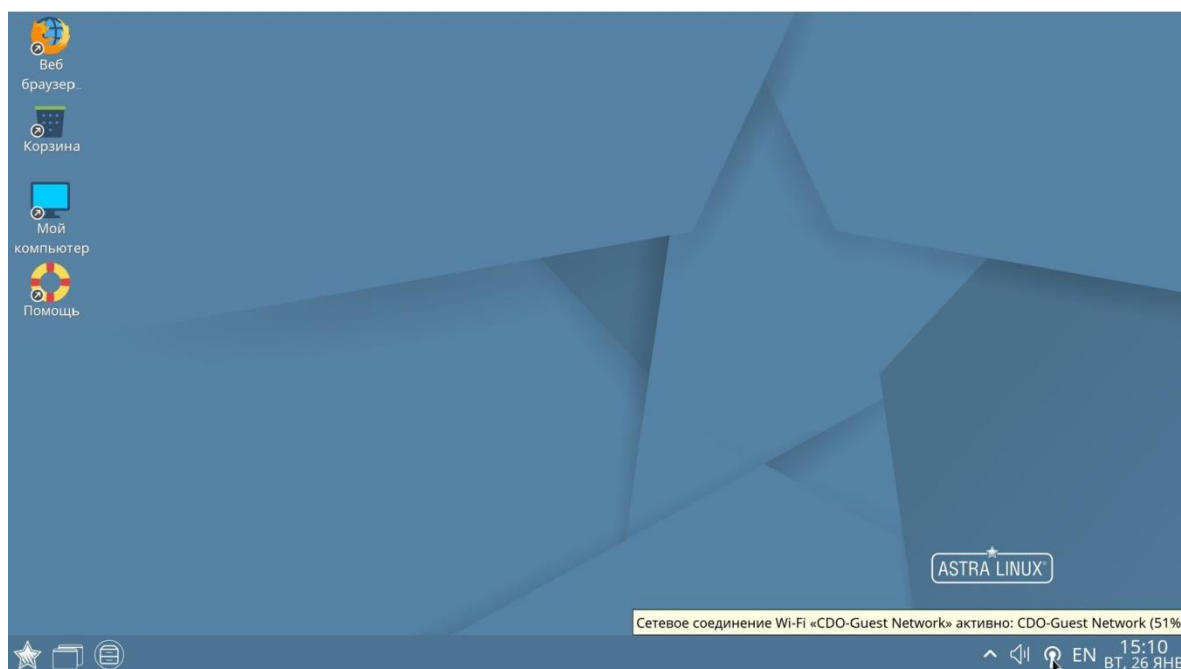 Веб
браузер..
Корзина
Мой
компьютер
Помощь
ASTRA LINUX®
Сетевое соединение Wi-Fi «CDO-Guest Network» активно: CDO-Guest Network (51%
EN
15:10
ВТ, 26 ЯНВ